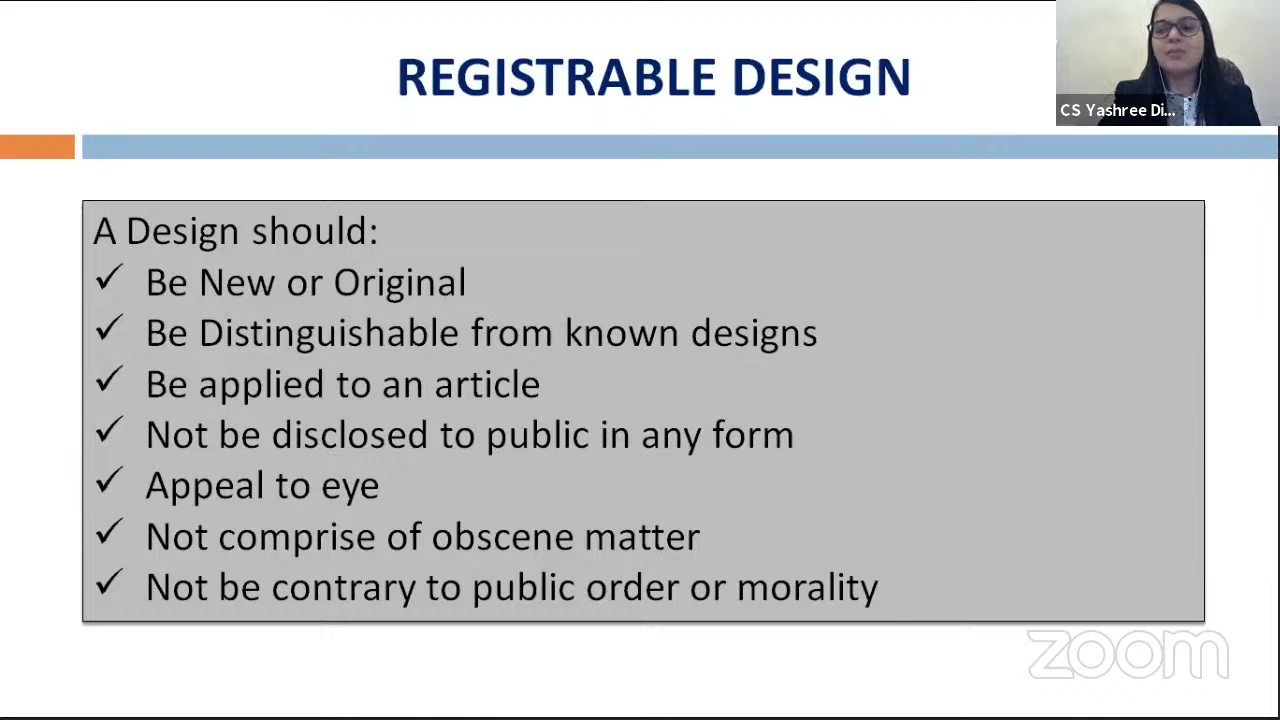 REGISTRABLE DESIGN
CS Yashree Di...
A Design should:
✓ Be New or Original
✓ Be Distinguishable from known designs
✓ Be applied to an article
✓ Not be disclosed to public in any form
✓ Appeal to eye
✓ Not comprise of obscene matter
✓ Not be contrary to public order or morality
zoom